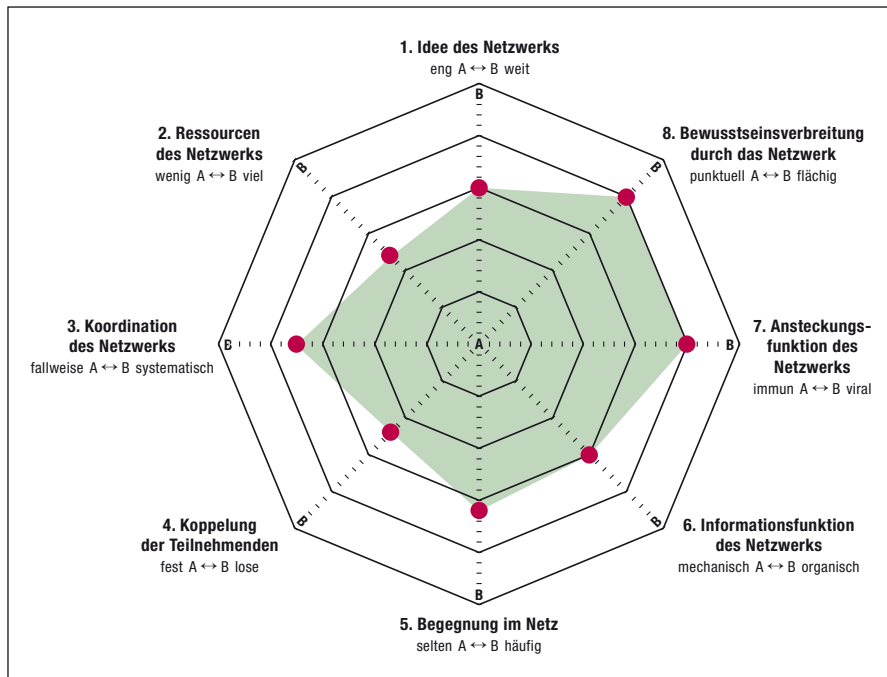 1. Idee des Netzwerks
eng A ↔ B weit
B
2. Ressourcen
des Netzwerks
wenig A ↔ B viel
B
8. Bewusstseinsverbreitung
durch das Netzwerk
punktuell A ↔ B flächig
B
3. Koordination
des Netzwerks
fallweise A ↔ B systematisch
B
A
B
7. Ansteckungs-
funktion des
Netzwerks
immun A ↔ B viral
4. Koppelung
der Teilnehmenden
fest A ↔ B lose
B
B
5. Begegnung im Netz
selten A ↔ B häufig
B
6. Informationsfunktion
des Netzwerks
mechanisch A ↔ B organisch